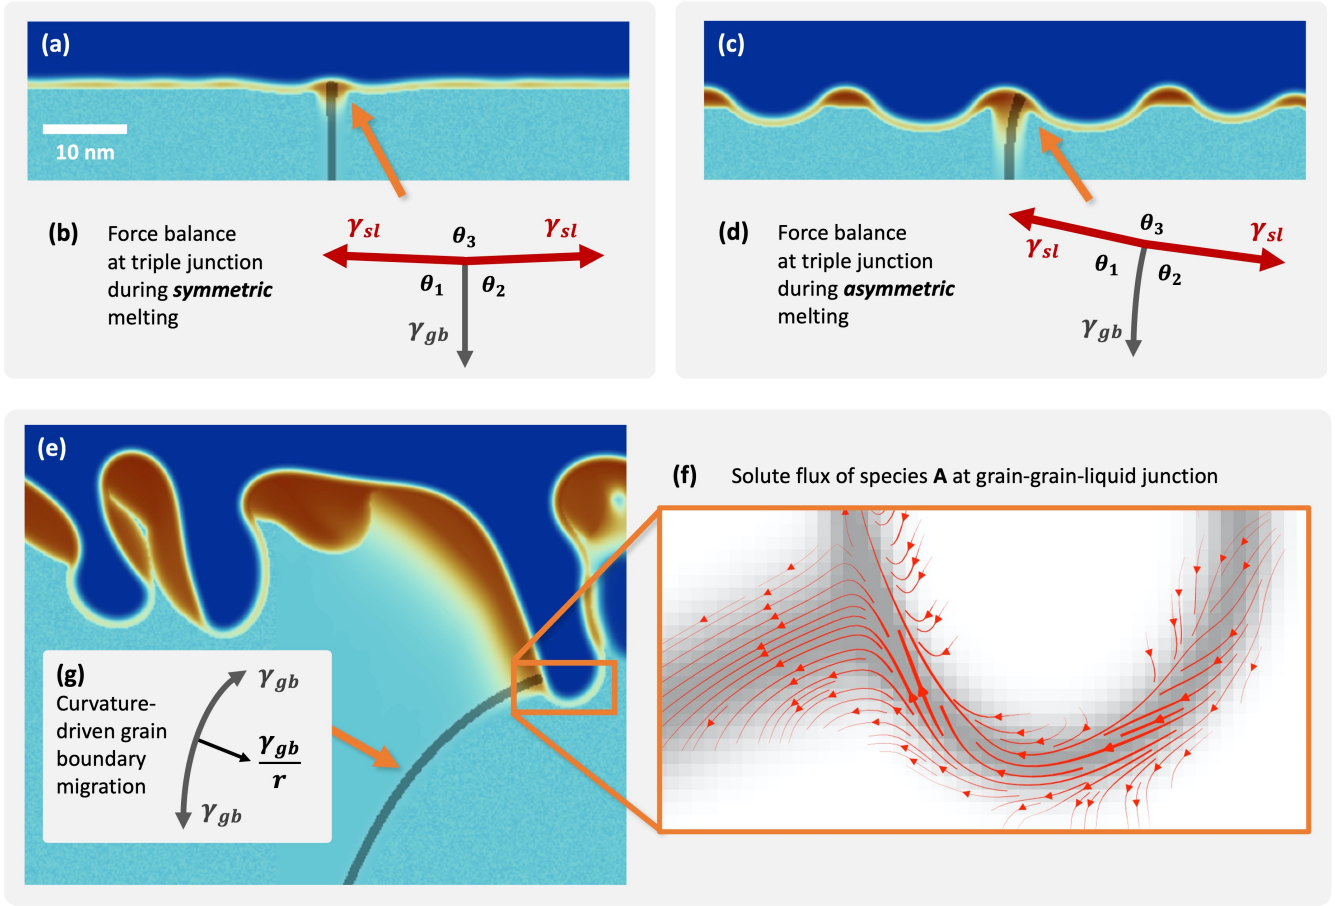 (a)
10 nm
(b) Force balance
at triple junction
during symmetric
melting
γsl
θ3
γsl
θ1
θ2
γgb
(c)
(d) Force balance
at triple junction
during asymmetric
melting
γsl
θ3
γsl
θ1
θ2
γgb
(e)
(f) Solute flux of species A at grain-grain-liquid junction
(g)
Curvature-
driven grain
boundary
migration
γgb
γgb
r
γgb